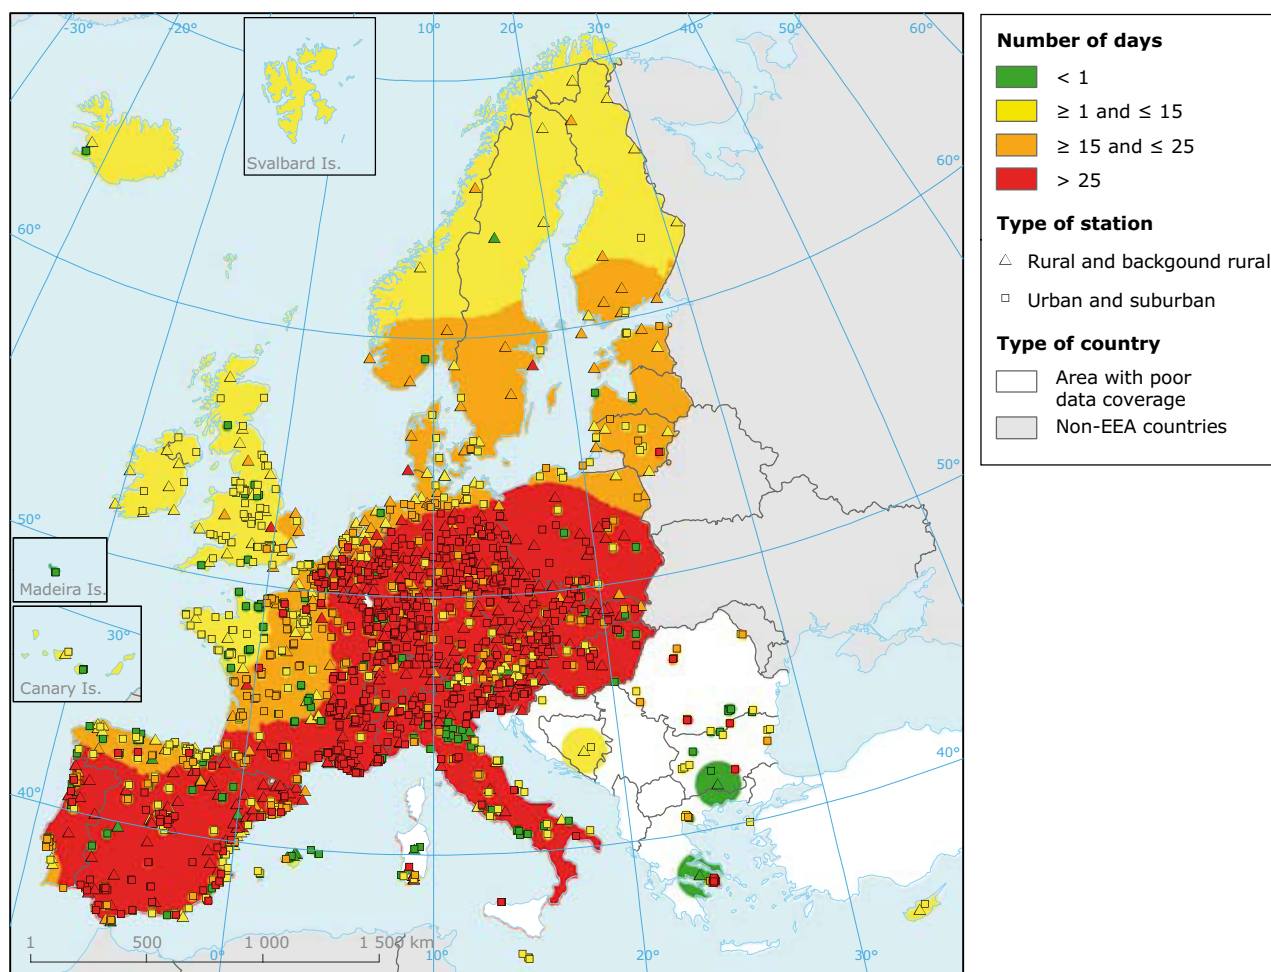 -30°
-20°
10°
20°
30°
50°
60°
Svalbard Is.
60°
60°
50°
50°
Madeira Is.
30°
Canary Is.
40°
40°
1 500 1 000 1 500 km
0°
10°
20°
30°
Number of days
< 1
≥ 1 and ≤ 15
≥ 15 and ≤ 25
> 25
Type of station
Rural and backgound rural
Urban and suburban
Type of country
Area with poor
data coverage
Non-EEA countries